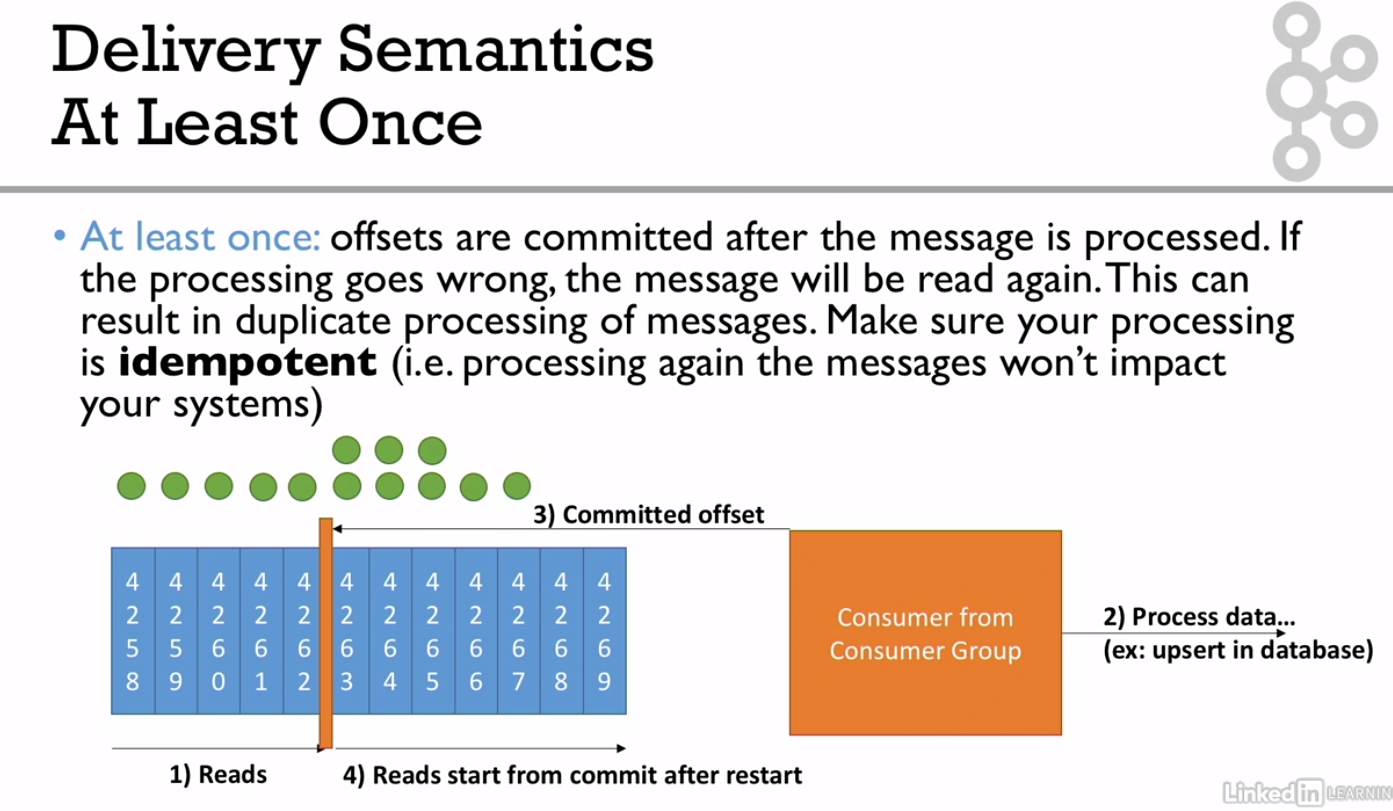 Delivery Semantics
At Least Once
• At least once: offsets are committed after the message is processed. If
the processing goes wrong, the message will be read again. This can
result in duplicate processing of messages. Make sure your processing
is idempotent (i.e. processing again the messages won’t impact
your systems)
3) Committed offset
4258 4259 4260 4261 4262 4263 4264 4265 4266 4267 4268 4269
Consumer from
Consumer Group
2) Process data...
(ex: upsert in database)
1) Reads
4) Reads start from commit after restart
Linked in LEARNIN